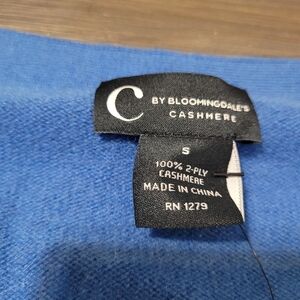 C BY BLOOMINGDALE'S
CASHMERE
S
100% 2-PLY
CASHMERE
MADE IN CHINA
RN 1279